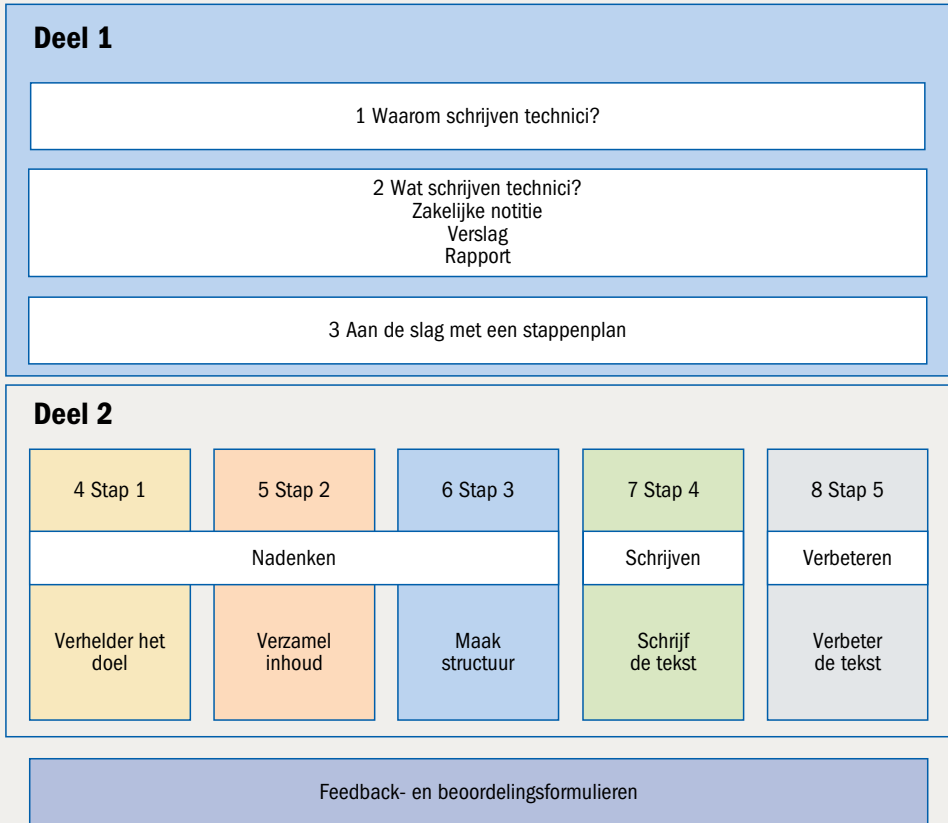 Deel 1
1 Waarom schrijven technici?
2 Wat schrijven technici?
Zakelijke notitie
Verslag
Rapport
3 Aan de slag met een stappenplan
Deel 2
4 Stap 1
5 Stap 2
6 Stap 3
7 Stap 4
8 Stap 5
Nadenken
Schrijven
Verbeteren
Verhelder het
doel
Verzamel
inhoud
Maak
structuur
Schrijf
de tekst
Verbeter
de tekst
Feedback- en beoordelingsformulieren